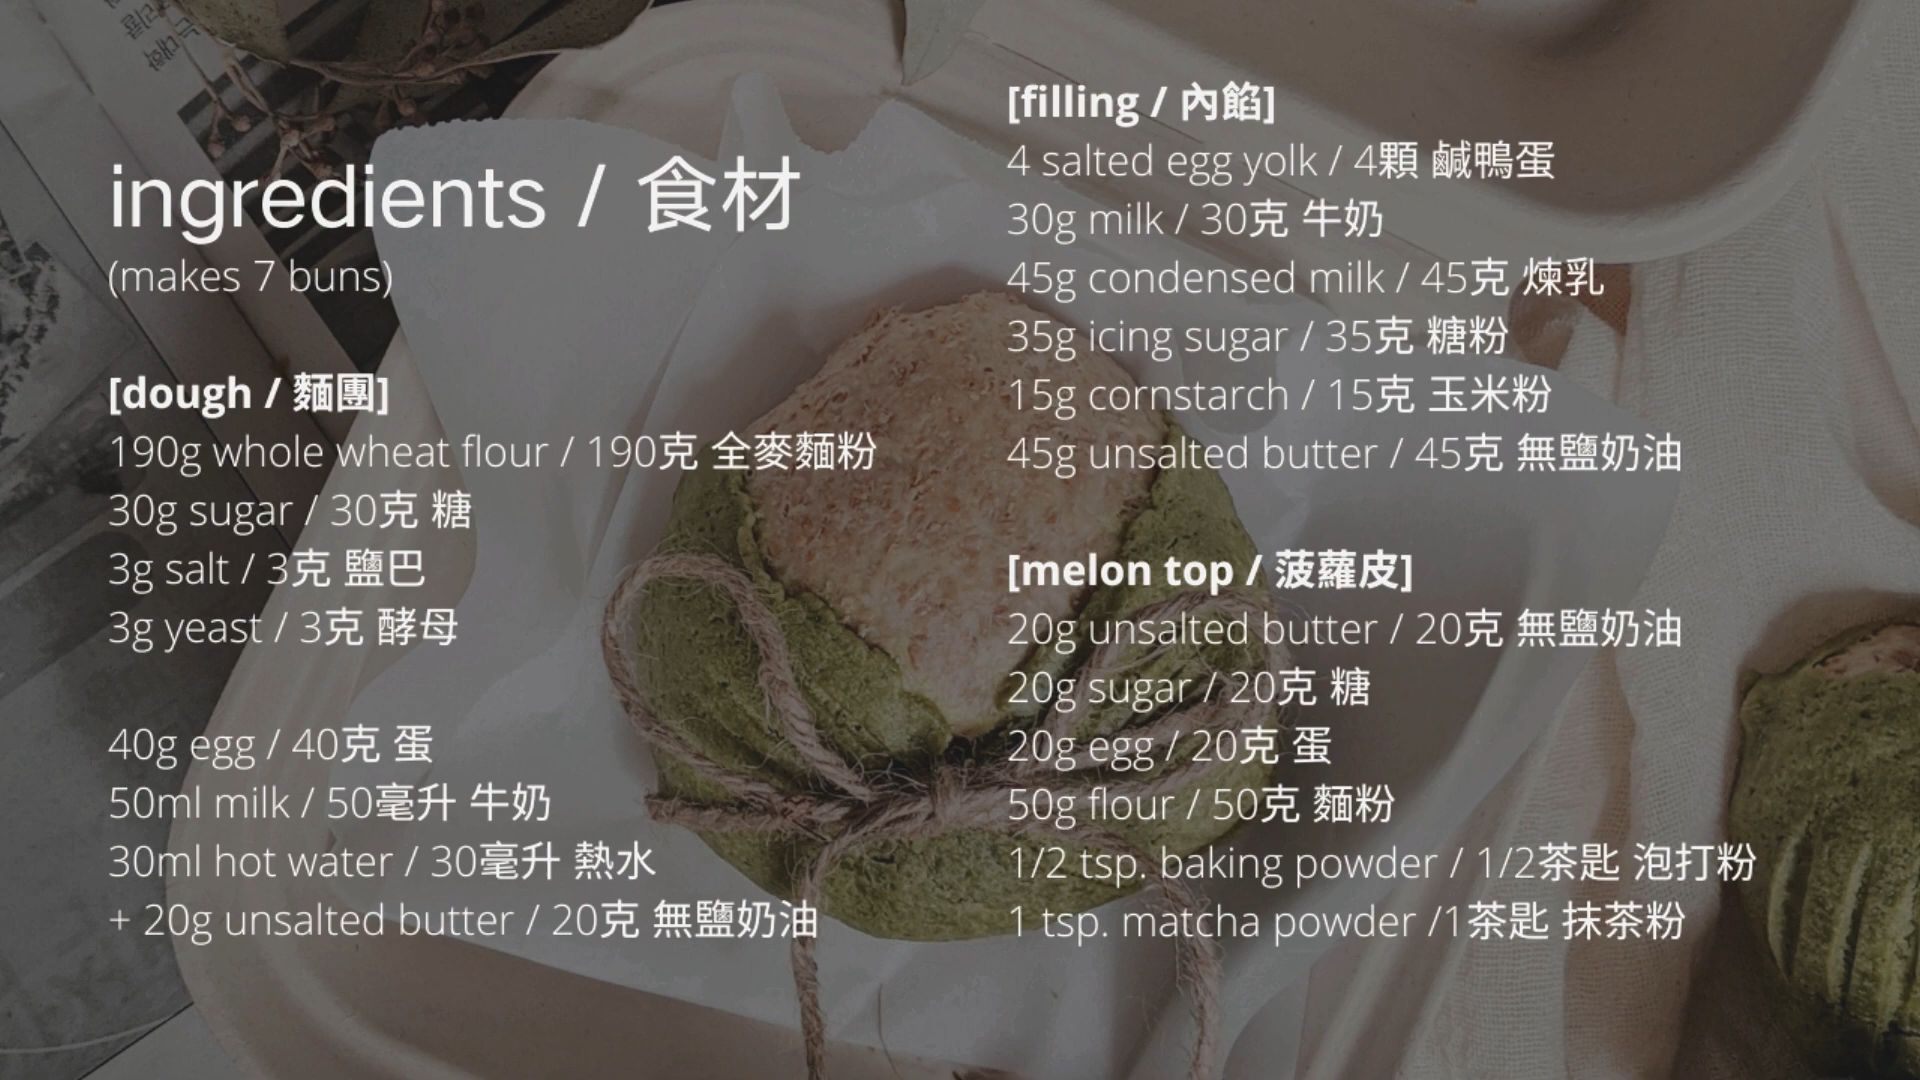 ingredients / 食材
(makes 7 buns)
[dough / 麵團]
190g whole wheat flour / 190克 全麥麵粉
30g sugar / 30克 糖
3g salt / 3克 鹽巴
3g yeast / 3克 酵母
40g egg / 40克 蛋
50ml milk / 50毫升 牛奶
30ml hot water / 30毫升 熱水
+ 20g unsalted butter / 20克 無鹽奶油
[filling / 內餡]
4 salted egg yolk / 4顆 鹹鴨蛋
30g milk / 30克 牛奶
45g condensed milk / 45克 煉乳
35g icing sugar / 35克 糖粉
15g cornstarch / 15克 玉米粉
45g unsalted butter / 45克 無鹽奶油
[melon top / 菠蘿皮]
20g unsalted butter / 20克 無鹽奶油
20g sugar / 20克 糖
20g egg / 20克 蛋
50g flour / 50克 麵粉
1/2 tsp. baking powder / 1/2茶匙 泡打粉
1 tsp. matcha powder /1茶匙 抹茶粉